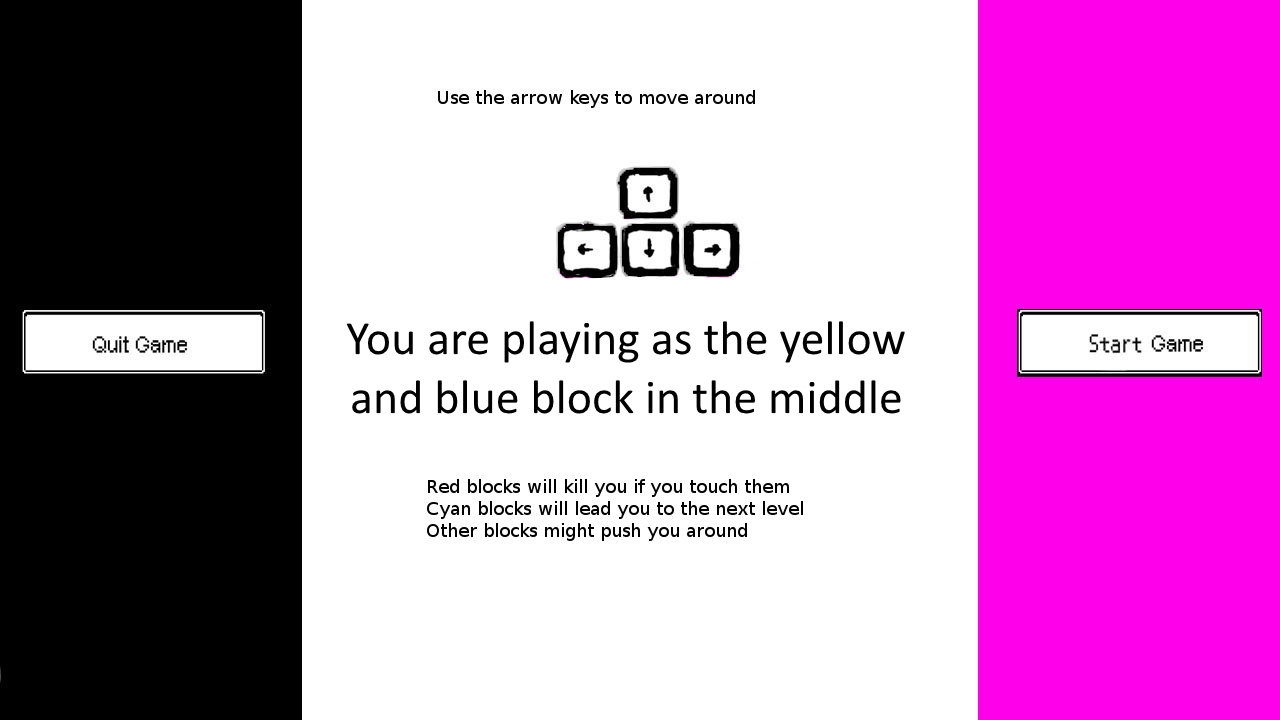 Use the arrow keys to move around
↑
← ↓ →
Quit Game
Start Game
You are playing as the yellow
and blue block in the middle
Red blocks will kill you if you touch them
Cyan blocks will lead you to the next level
Other blocks might push you around